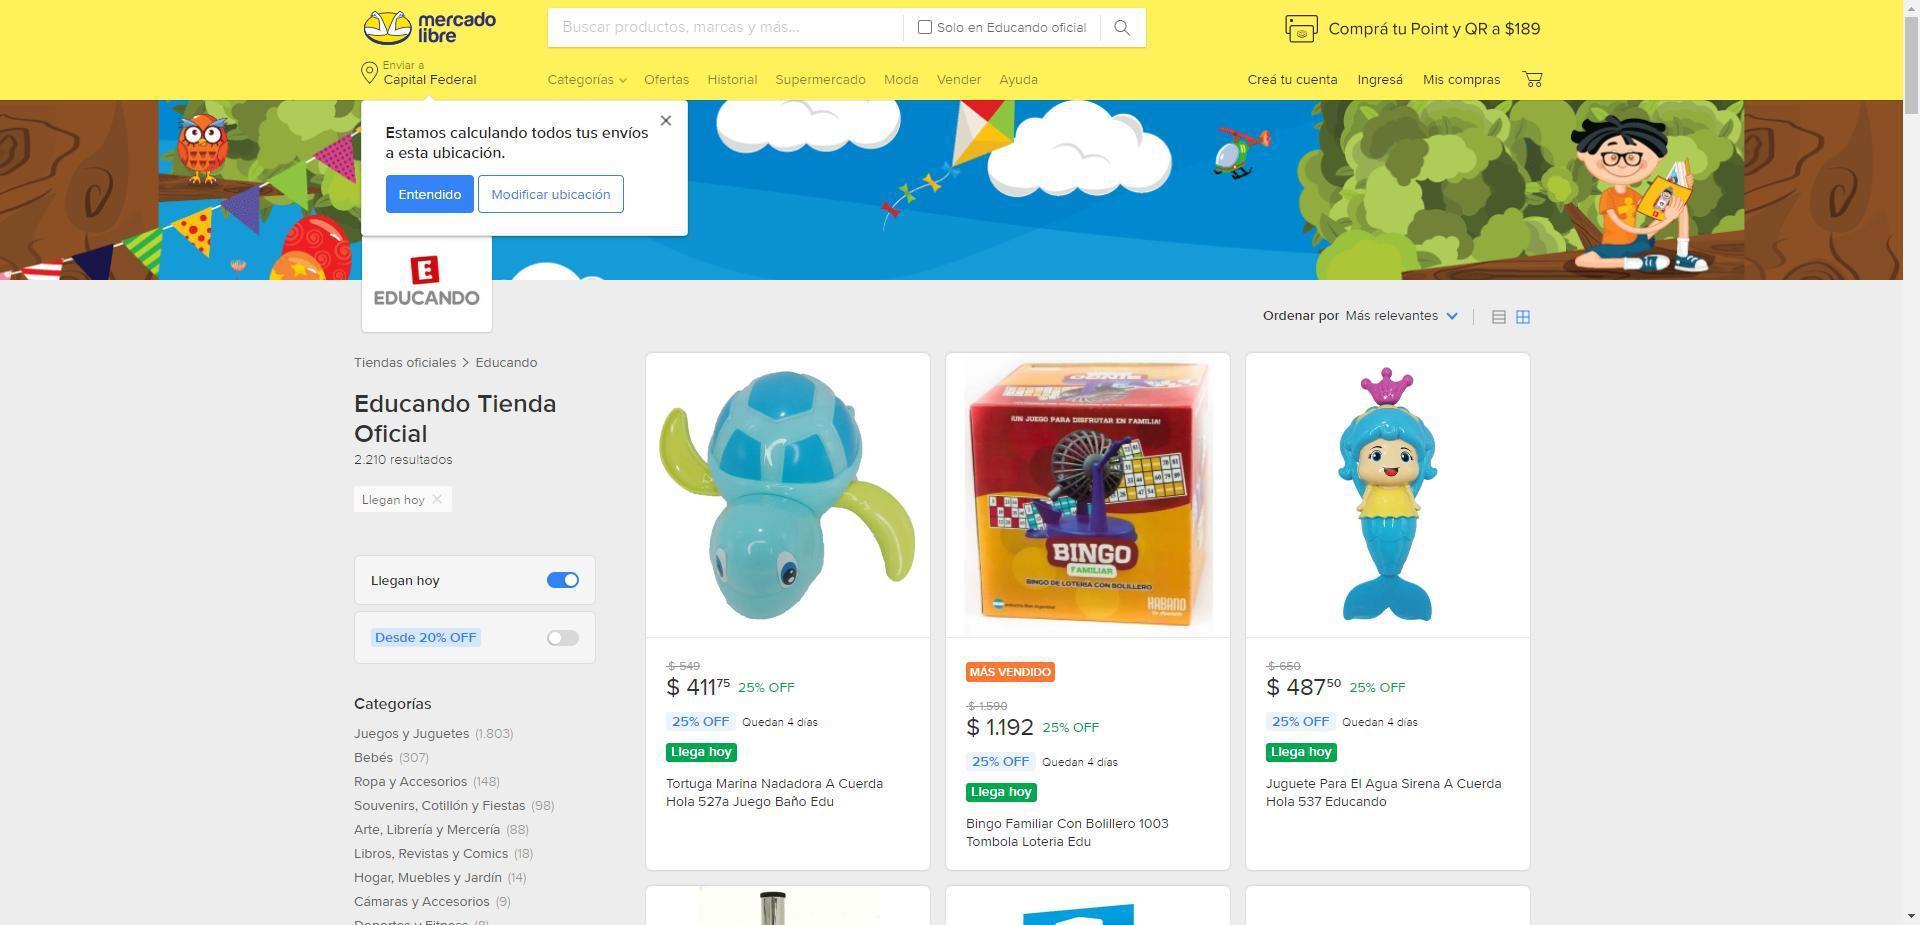 mercado
libre
Buscar productos, marcas y más...
Solo en Educando oficial
Comprá tu Point y QR a $189
Enviar a
Capital Federal
Categorías
Ofertas
Historial
Supermercado
Moda
Vender
Ayuda
Creá tu cuenta
Ingresá
Mis compras
Estamos calculando todos tus envíos
a esta ubicación.
Entendido
Modificar ubicación
E
EDUCANDO
Ordenar por Más relevantes
Tiendas oficiales > Educando
Educando Tienda
Oficial
2.210 resultados
Llegan hoy
Llegan hoy
Desde 20% OFF
Categorías
Juegos y Juguetes (1.803)
Bebés (307)
Ropa y Accesorios (148)
Souvenirs, Cotillón y Fiestas (98)
Arte, Librería y Mercería (88)
Libros, Revistas y Comics (18)
Hogar, Muebles y Jardín (14)
Cámaras y Accesorios (9)
Deportes y Fitness (8)
$ 549
$ 411 75 25% OFF
25% OFF Quedan 4 días
Llega hoy
Tortuga Marina Nadadora A Cuerda
Hola 527a Juego Baño Edu
¡UN JUEGO PARA DISFRUTAR EN FAMILIA!
BINGO
FAMILIAR
BINGO DE LOTERIA CON BOLILLERO
HABANO
MÁS VENDIDO
$ 1.590
$ 1.192 25% OFF
25% OFF Quedan 4 días
Llega hoy
Bingo Familiar Con Bolillero 1003
Tombola Loteria Edu
$ 650
$ 487 50 25% OFF
25% OFF Quedan 4 días
Llega hoy
Juguete Para El Agua Sirena A Cuerda
Hola 537 Educando